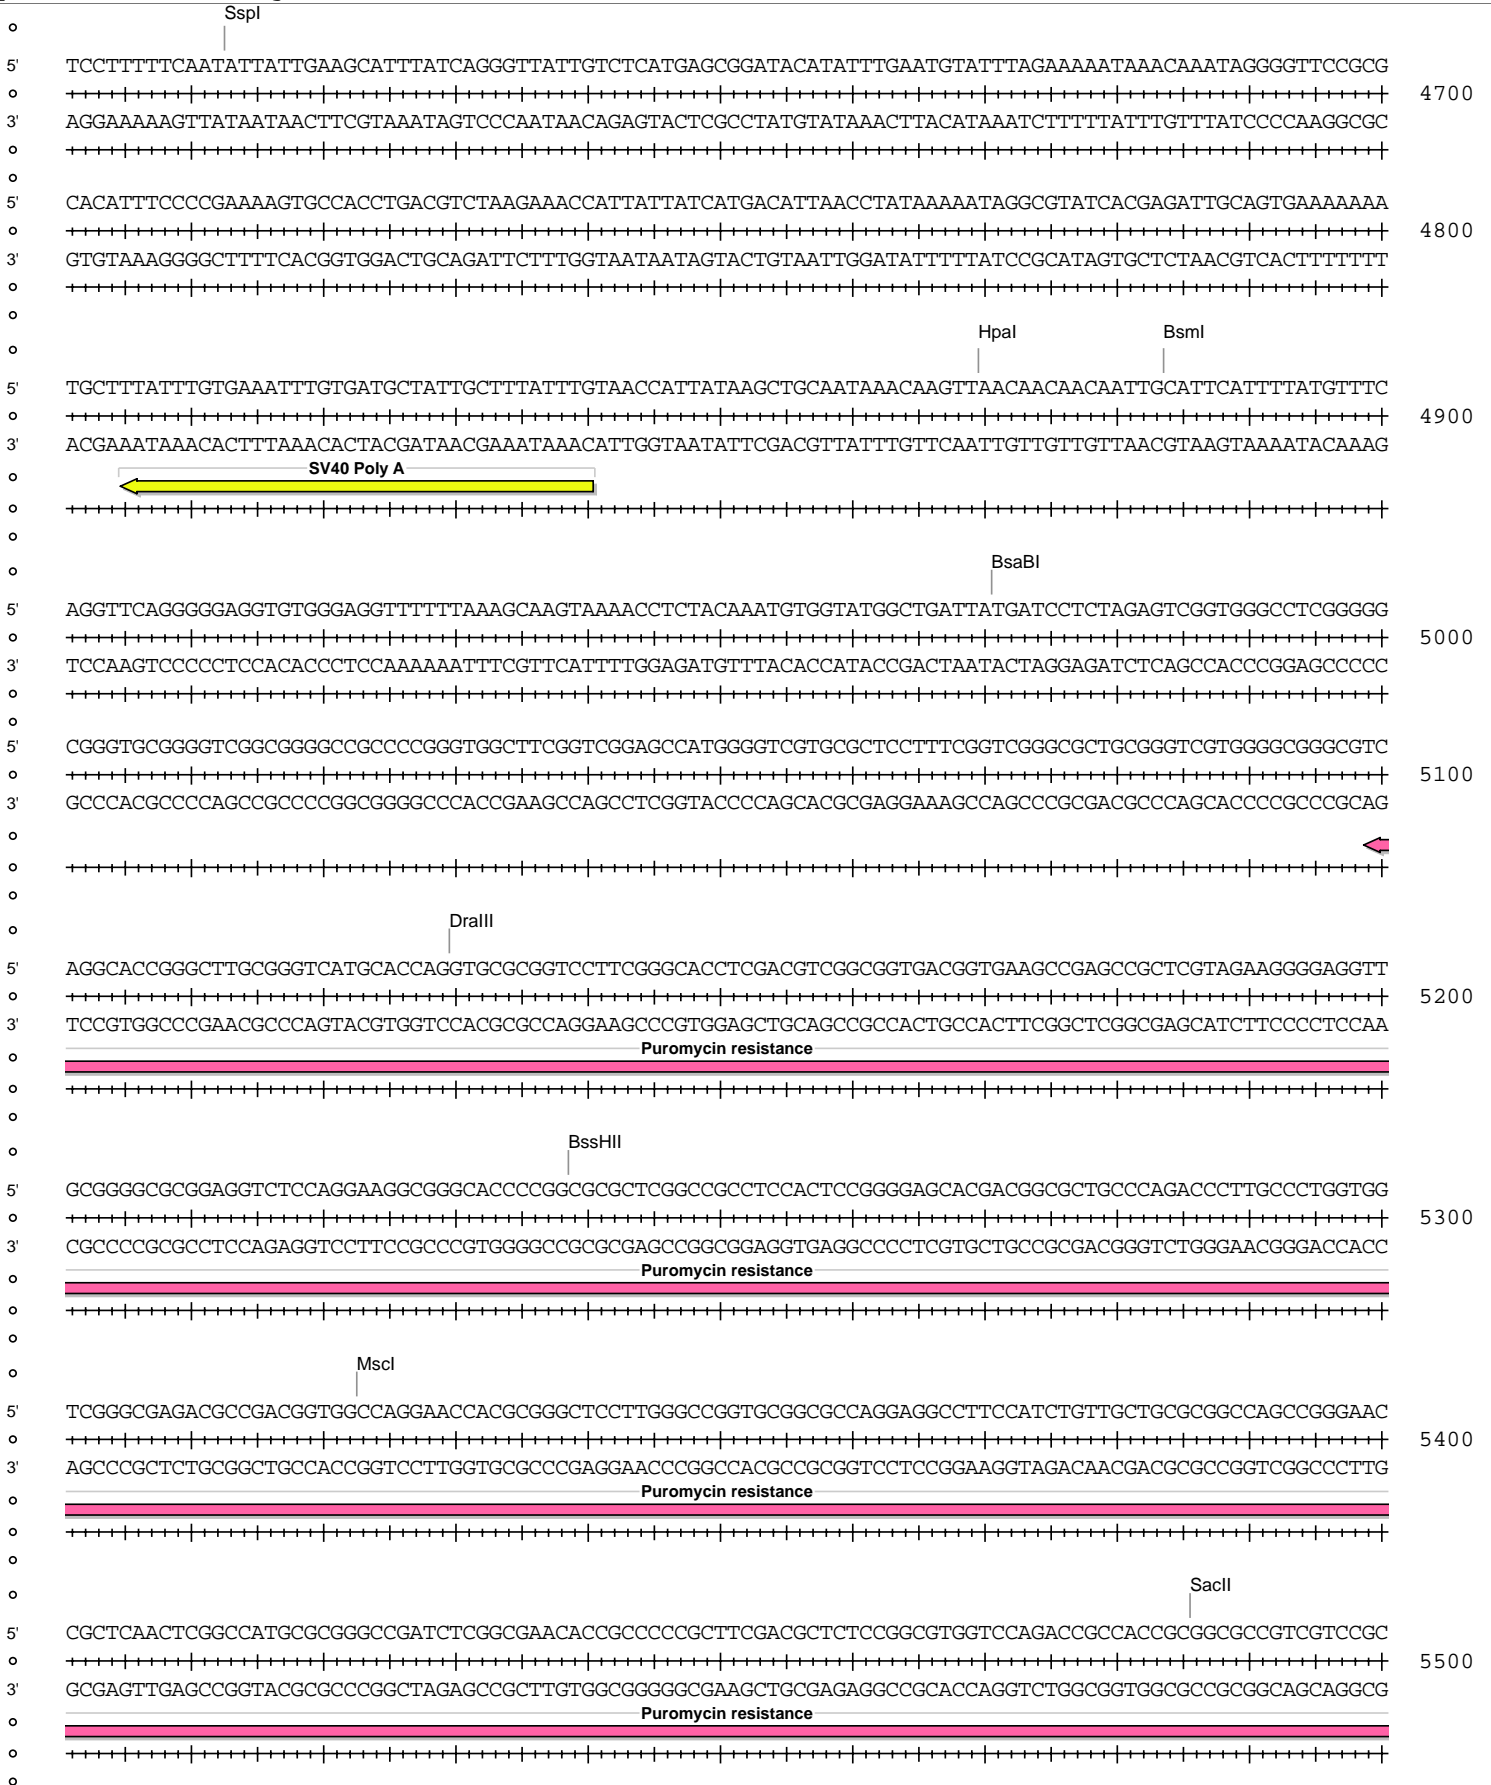 SspI
5' TCCTTTTTCAATATTATTGAAGCATTTATCAGGGTTATTGTCTCATGAGCGGATACATATTTGAATGTATTTAGAAAAATAAACAAATAGGGGTTCCGCG
4700
3' AGGAAAAAGTTATAATAACTTCGTAAATAGTCCCAATAACAGAGTACTCGCCTATGTATAAACTTACATAAATCTTTTTATTTGTTTATCCCCAAGGCGC
5' CACATTTCCCCGAAAAGTGCCACCTGACGTCTAAGAAACCATTATTATCATGACATTAACCTATAAAAATAGGCGTATCACGAGATTGCAGTGAAAAAAA
4800
3' GTGTAAAGGGGCTTTTCACGGTGGACTGCAGATTCTTTGGTAATAATAGTACTGTAATTGGATATTTTTATCCGCATAGTGCTCTAACGTCACTTTTTTT
HpaI BsmI
5' TGCTTTATTTGTGAAATTTGTGATGCTATTGCTTTATTTGTAACCATTATAAGCTGCAATAAACAAGTTAACAACAACAATTGCATTCATTTTATGTTTC
4900
3' ACGAAATAAACACTTTAAACACTACGATAACGAAATAAACATTGGTAATATTCGACGTTATTTGTTCAATTGTTGTTGTTAACGTAAGTAAAATACAAAG
SV40 Poly A
BsaBI
5' AGGTTCAGGGGGAGGTGTGGGAGGTTTTTTAAAGCAAGTAAAACCTCTACAAATGTGGTATGGCTGATTATGATCCTCTAGAGTCGGTGGGCCTCGGGGG
5000
3' TCCAAGTCCCCCTCCACACCCTCCAAAAAATTTCGTTCATTTTGGAGATGTTTACACCATACCGACTAATACTAGGAGATCTCAGCCACCCGGAGCCCCC
5' CGGGTGCGGGGTCGGCGGGGCCGCCCCGGGTGGCTTCGGTCGGAGCCATGGGGTCGTGCGCTCCTTTCGGTCGGGCGCTGCGGGTCGTGGGGCGGGCGTC
5100
3' GCCCACGCCCCAGCCGCCCCGGCGGGGCCCACCGAAGCCAGCCTCGGTACCCCAGCACGCGAGGAAAGCCAGCCCGCGACGCCCAGCACCCCGCCCGCAG
DraIII
5' AGGCACCGGGCTTGCGGGTCATGCACCAGGTGCGCGGTCCTTCGGGCACCTCGACGTCGGCGGTGACGGTGAAGCCGAGCCGCTCGTAGAAGGGGAGGTT
5200
3' TCCGTGGCCCGAACGCCCAGTACGTGGTCCACGCGCCAGGAAGCCCGTGGAGCTGCAGCCGCCACTGCCACTTCGGCTCGGCGAGCATCTTCCCCTCCAA
Puromycin resistance
BssHII
5' GCGGGGCGCGGAGGTCTCCAGGAAGGCGGGCACCCCGGCGCGCTCGGCCGCCTCCACTCCGGGGAGCACGACGGCGCTGCCCAGACCCTTGCCCTGGTGG
5300
3' CGCCCCGCGCCTCCAGAGGTCCTTCCGCCCGTGGGGCCGCGCGAGCCGGCGGAGGTGAGGCCCCTCGTGCTGCCGCGACGGGTCTGGGAACGGGACCACC
Puromycin resistance
MscI
5' TCGGGCGAGACGCCGACGGTGGCCAGGAACCACGCGGGCTCCTTGGGCCGGTGCGGCGCCAGGAGGCCTTCCATCTGTTGCTGCGCGGCCAGCCGGGAAC
5400
3' AGCCCGCTCTGCGGCTGCCACCGGTCCTTGGTGCGCCCGAGGAACCCGGCCACGCCGCGGTCCTCCGGAAGGTAGACAACGACGCGCCGGTCGGCCCTTG
Puromycin resistance
SacII
5' CGCTCAACTCGGCCATGCGCGGGCCGATCTCGGCGAACACCGCCCCCGCTTCGACGCTCTCCGGCGTGGTCCAGACCGCCACCGCGGCGCCGTCGTCCGC
5500
3' GCGAGTTGAGCCGGTACGCGCCCGGCTAGAGCCGCTTGTGGCGGGGGCGAAGCTGCGAGAGGCCGCACCAGGTCTGGCGGTGGCGCCGCGGCAGCAGGCG
Puromycin resistance